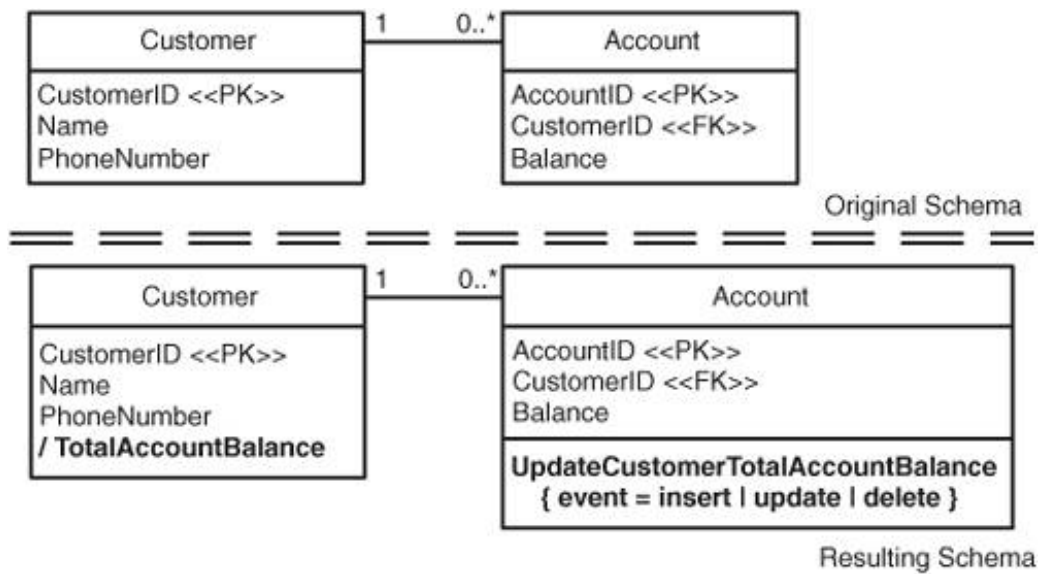 Customer
1
0..*
Account
CustomerID <<PK>>
Name
PhoneNumber
AccountID <<PK>>
CustomerID <<FK>>
Balance
Original Schema
Customer
1
0..*
Account
CustomerID <<PK>>
Name
PhoneNumber
/ TotalAccountBalance
AccountID <<PK>>
CustomerID <<FK>>
Balance
UpdateCustomerTotalAccountBalance
{ event = insert | update | delete }
Resulting Schema